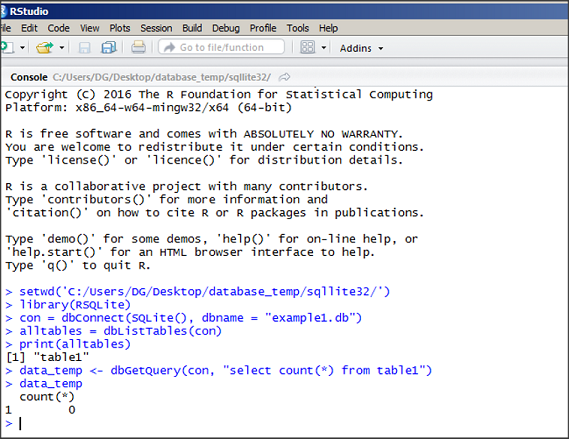 RStudio
File Edit Code View Plots Session Build Debug Profile Tools Help
Go to file/function Addins
Console C:/Users/DG/Desktop/database_temp/sqllite32/
Copyright (C) 2016 The R Foundation for Statistical Computing
Platform: x86_64-w64-mingw32/x64 (64-bit)
R is free software and comes with ABSOLUTELY NO WARRANTY.
You are welcome to redistribute it under certain conditions.
Type 'license()' or 'licence()' for distribution details.
R is a collaborative project with many contributors.
Type 'contributors()' for more information and
'citation()' on how to cite R or R packages in publications.
Type 'demo()' for some demos, 'help()' for on-line help, or
'help.start()' for an HTML browser interface to help.
Type 'q()' to quit R.
> setwd('C:/Users/DG/Desktop/database_temp/sqllite32/')
> library(RSQLite)
> con = dbConnect(SQLite(), dbname = "example1.db")
> alltables = dbListTables(con)
> print(alltables)
[1] "table1"
> data_temp <- dbGetQuery(con, "select count(*) from table1")
> data_temp
  count(*)
1        0
>